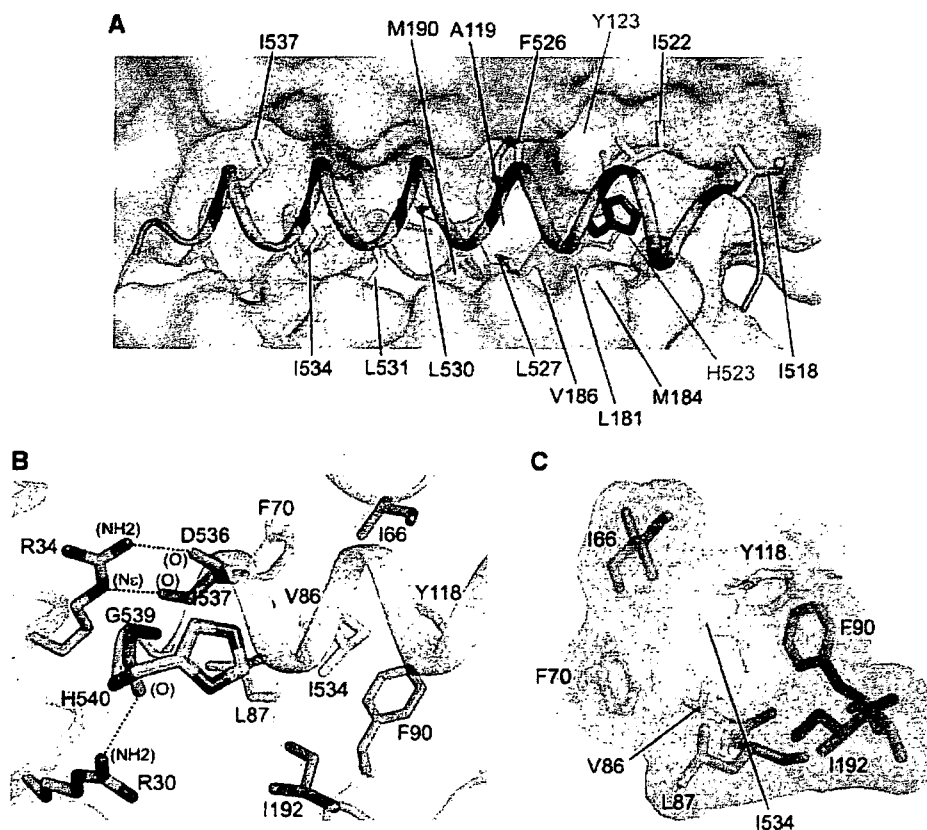 A
I537
M190
A119
F526
Y123
I522
I534
L531
L530
L527
V186
L181
M184
H523
I518
B
R34
(NH2)
D536
(O)
F70
I66
(Nε)
(O)
I537
G539
V86
Y118
H540
(O)
L87
I534
F90
(NH2)
R30
I192
C
I66
Y118
F90
F70
V86
L87
I192
I534